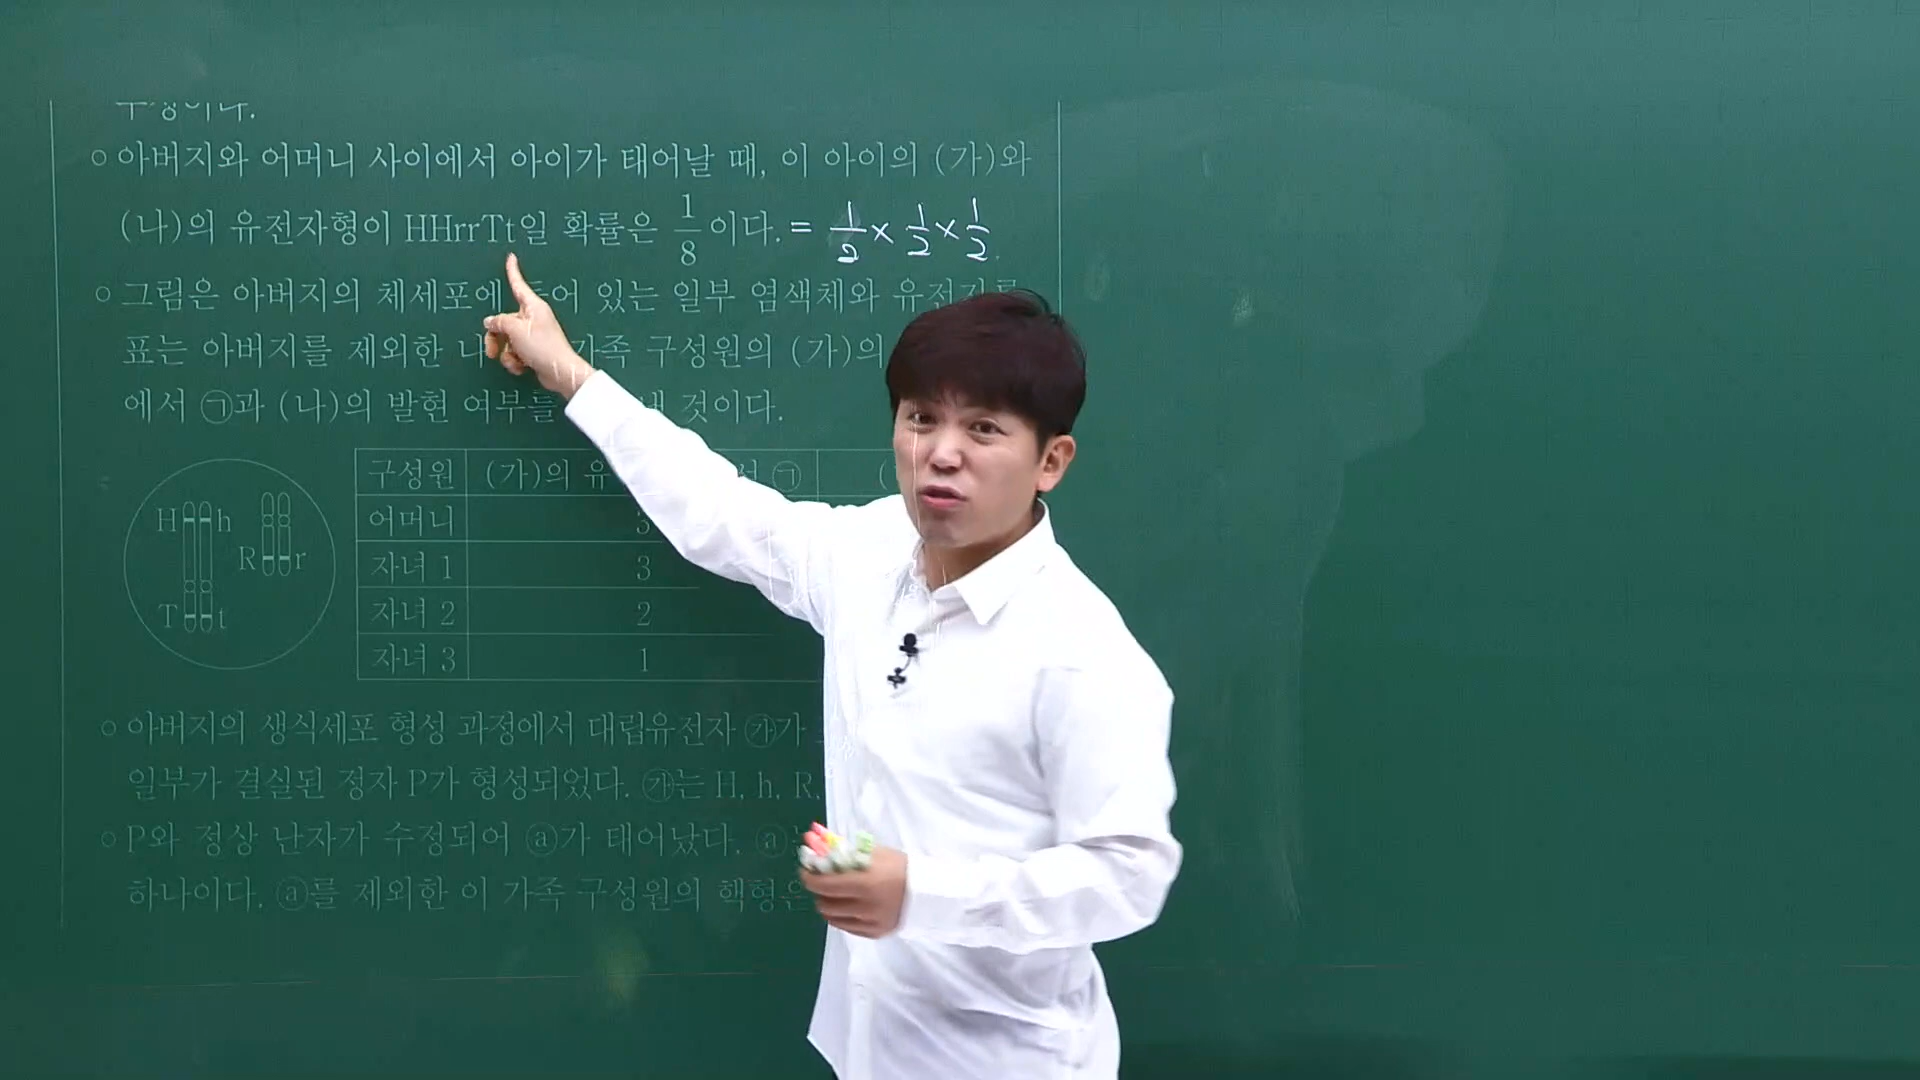 ○아버지와 어머니 사이에서 아이가 태어날 때, 이 아이의 (가)와
(나)의 유전자형이 HHrrTt일 확률은 1/8이다. = 1/2 × 1/2 × 1/2
○그림은 아버지의 체세포에 들어 있는 일부 염색체와 유전자를
표는 아버지를 제외한 나 가족 구성원의 (가)의
에서 ㉠과 (나)의 발현 여부를 것이다.
H h
R r
T t
구성원 (가)의 유 ㉠ (
어머니 3
자녀 1 3
자녀 2 2
자녀 3 1
○아버지의 생식세포 형성 과정에서 대립유전자 ㉮가
일부가 결실된 정자 P가 형성되었다. ㉮는 H, h, R,
○P와 정상 난자가 수정되어 ⓐ가 태어났다. ⓐ는
하나이다. ⓐ를 제외한 이 가족 구성원의 핵형은